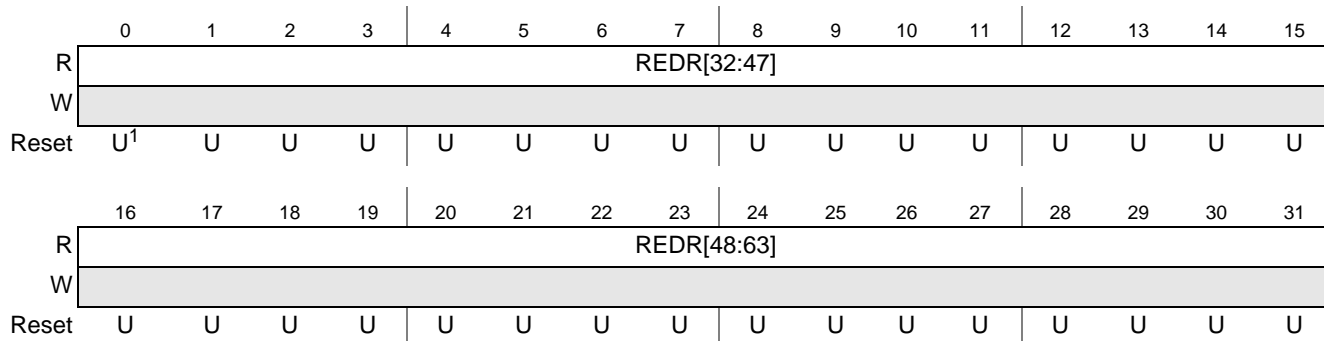 0 1 2 3 4 5 6 7 8 9 10 11 12 13 14 15
R REDR[32:47]
W
Reset U1 U U U U U U U U U U U U U U U
16 17 18 19 20 21 22 23 24 25 26 27 28 29 30 31
R REDR[48:63]
W
Reset U U U U U U U U U U U U U U U U